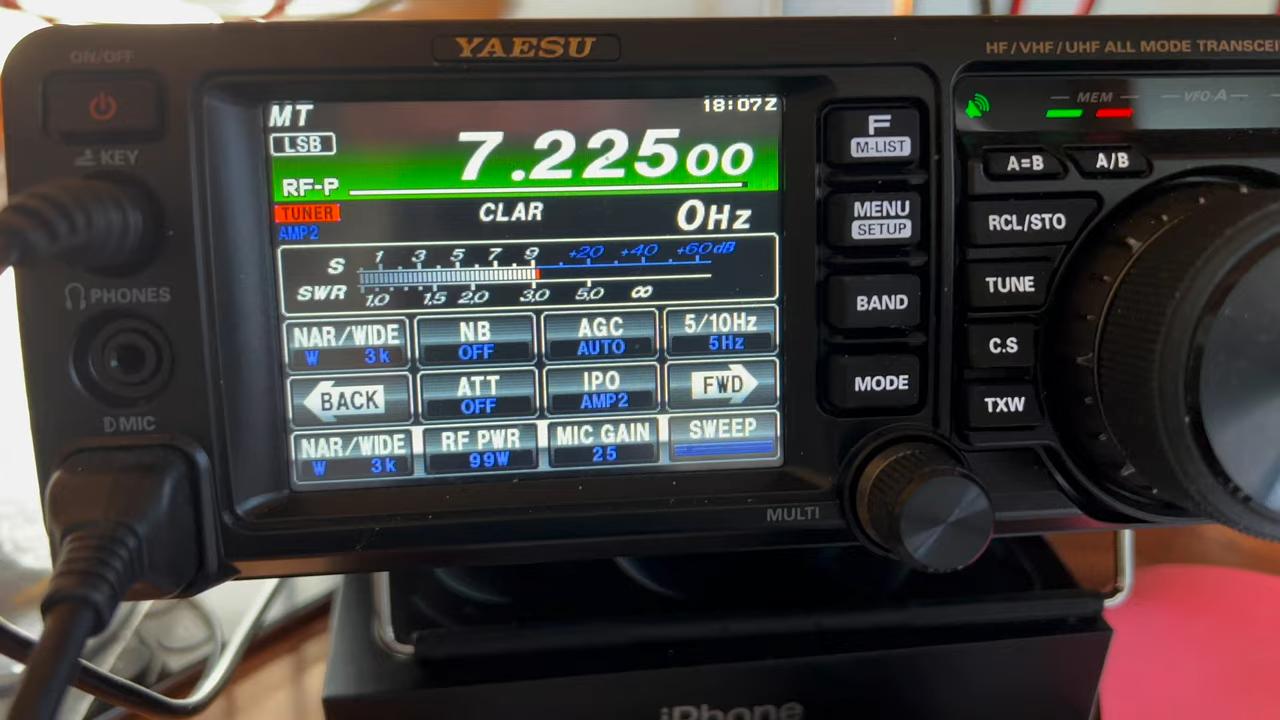 ON/OFF
YAESU
HF/VHF/UHF ALL MODE
KEY
PHONES
MIC
MT
18:07Z
LSB
7.22500
RF-P
TUNER
CLAR
0Hz
AMP2
S 1 3 5 7 9 +20 +40 +60dB
SWR 1,0 1,5 2,0 3,0 5,0 ∞
NAR/WIDE NB AGC 5/10Hz
W 3k OFF AUTO 5Hz
BACK ATT IPO FWD
OFF AMP2
NAR/WIDE RF PWR MIC GAIN SWEEP
W 3k 99W 25
F
M-LIST
MENU
SETUP
BAND
MODE
MULTI
MEM VFO-A
A=B A/B
RCL/STO
TUNE
C.S
TXW
iPhone